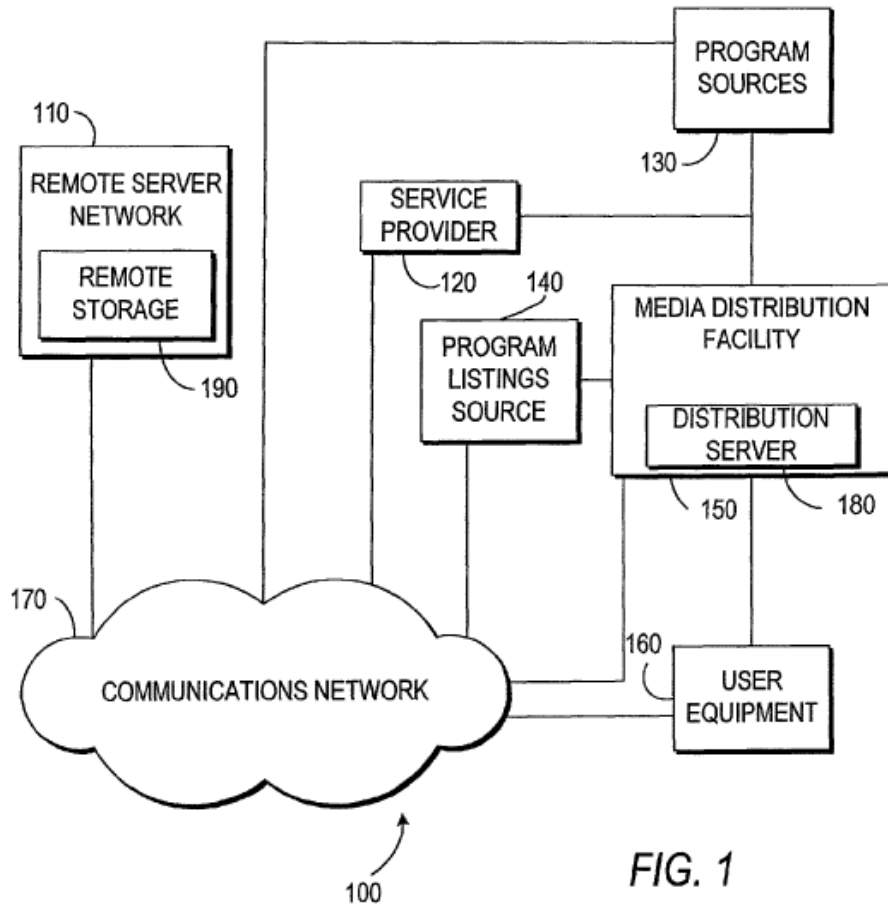 PROGRAM
SOURCES
130
110
REMOTE SERVER
NETWORK
REMOTE
STORAGE
190
SERVICE
PROVIDER
120
140
PROGRAM
LISTINGS
SOURCE
MEDIA DISTRIBUTION
FACILITY
DISTRIBUTION
SERVER
150
180
170
COMMUNICATIONS NETWORK
160
USER
EQUIPMENT
100
FIG. 1